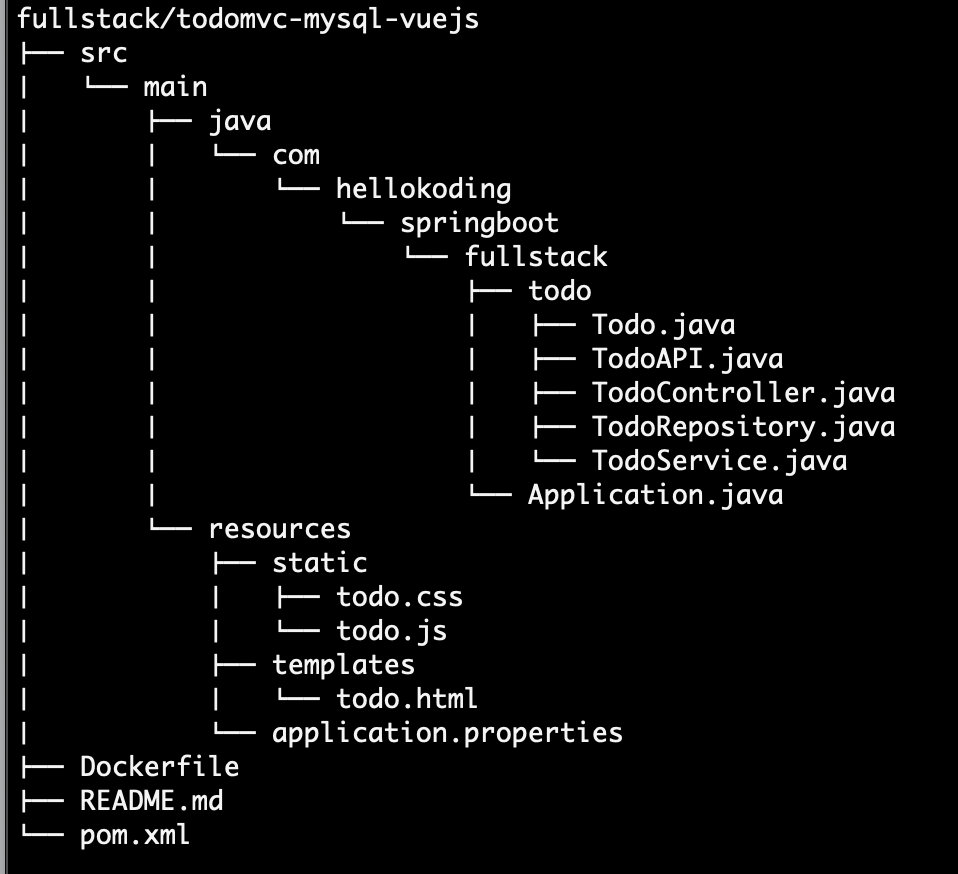 fullstack/todomvc-mysql-vuejs
├── src
│   └── main
│       ├── java
│       │   └── com
│       │       └── hellokoding
│       │           └── springboot
│       │               └── fullstack
│       │                   ├── todo
│       │                   │   ├── Todo.java
│       │                   │   ├── TodoAPI.java
│       │                   │   ├── TodoController.java
│       │                   │   ├── TodoRepository.java
│       │                   │   └── TodoService.java
│       │                   └── Application.java
│       └── resources
│           ├── static
│           │   ├── todo.css
│           │   └── todo.js
│           ├── templates
│           │   └── todo.html
│           └── application.properties
├── Dockerfile
├── README.md
└── pom.xml